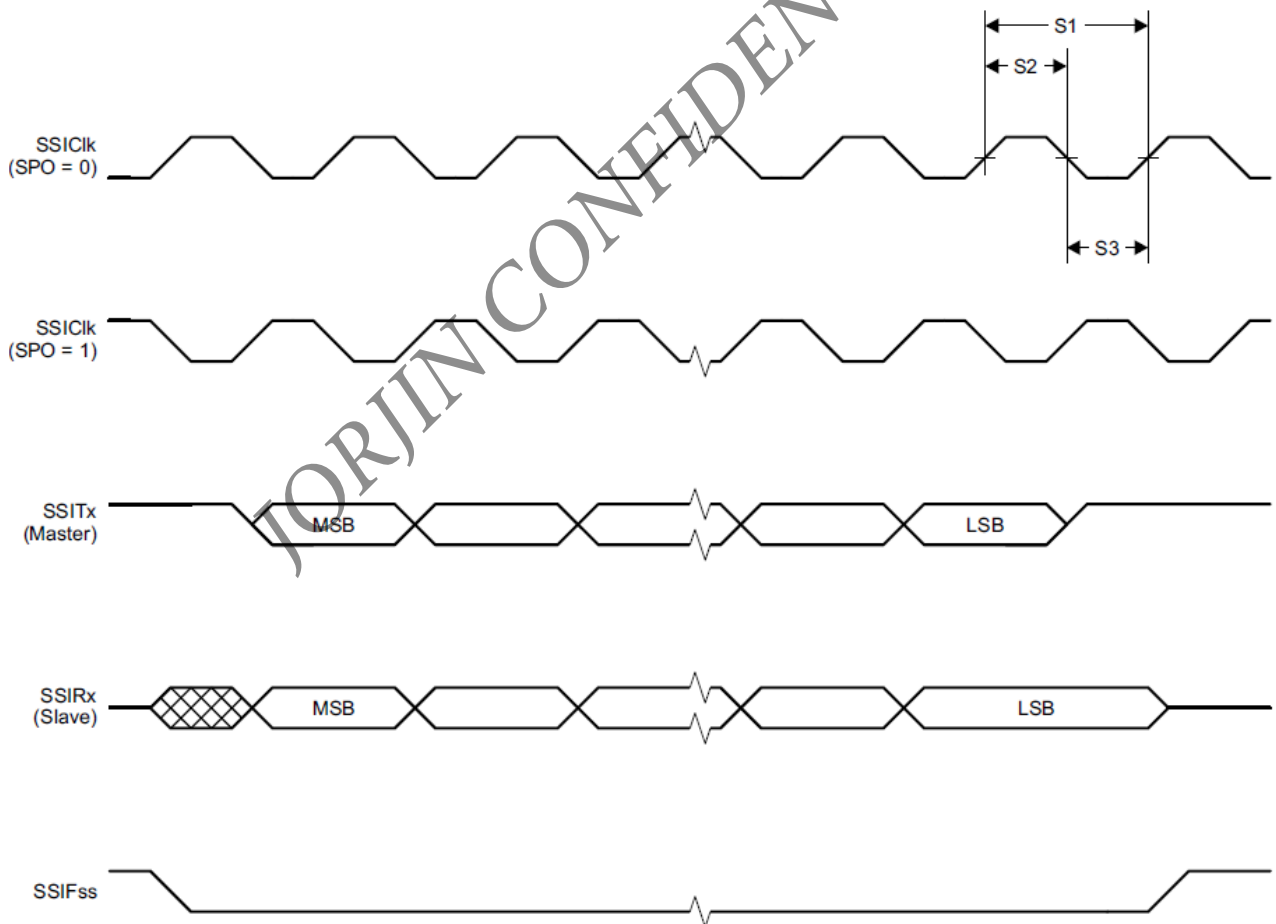 S1
S2
SSIClk
(SPO = 0)
S3
SSIClk
(SPO = 1)
SSITx
(Master)
MSB
LSB
SSIRx
(Slave)
MSB
LSB
SSIFss
JORJIN CONFIDEN